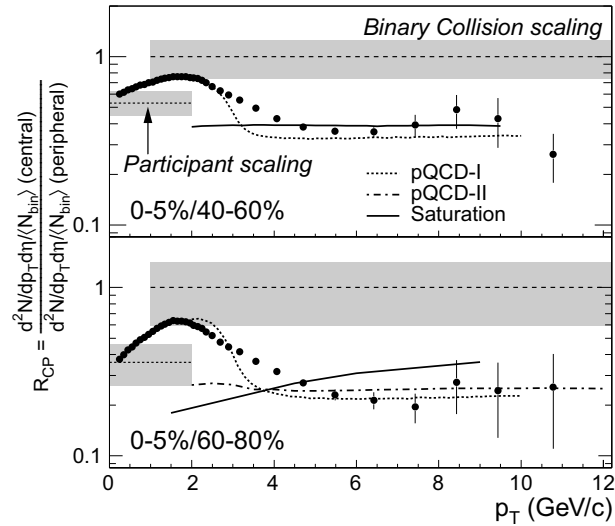 R_CP = d²N/dp_T dη/⟨N_bin⟩ (central)
d²N/dp_T dη/⟨N_bin⟩ (peripheral)
Binary Collision scaling
1
Participant scaling
pQCD-I
pQCD-II
Saturation
0-5%/40-60%
0.1
1
0-5%/60-80%
0.1
0 2 4 6 8 10 12
p_T (GeV/c)